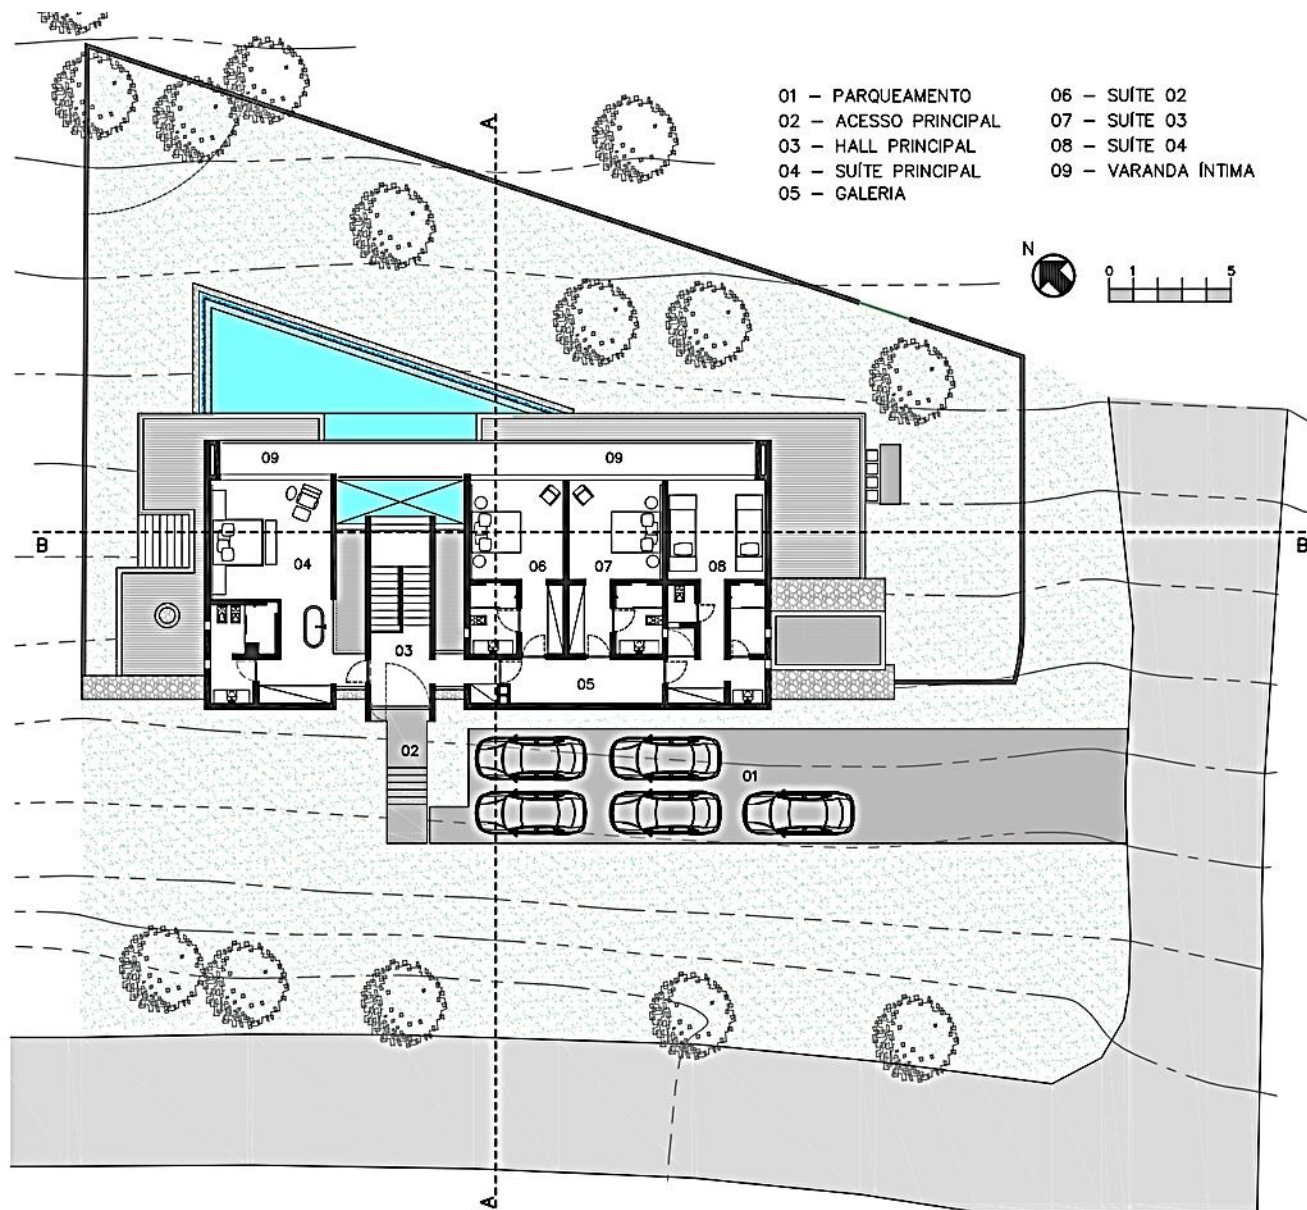 A
01 – PARQUEAMENTO
02 – ACESSO PRINCIPAL
03 – HALL PRINCIPAL
04 – SUÍTE PRINCIPAL
05 – GALERIA
06 – SUÍTE 02
07 – SUÍTE 03
08 – SUÍTE 04
09 – VARANDA ÍNTIMA
N
0 1 5
09 09
B B
04 06 07 08
03
05
02
01
A